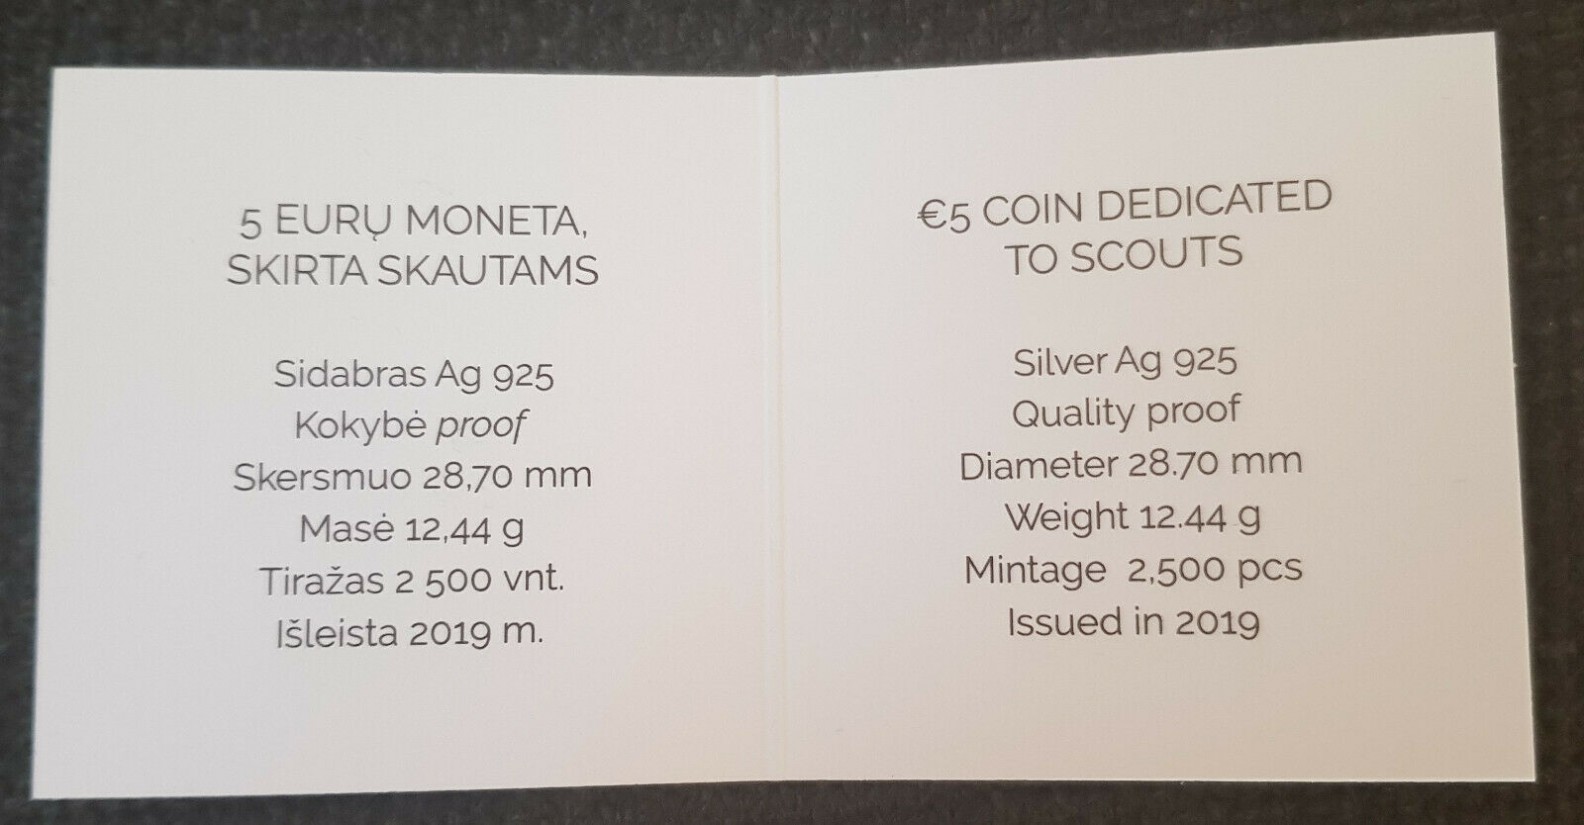 5 EURŲ MONETA,
SKIRTA SKAUTAMS
Sidabras Ag 925
Kokybė proof
Skersmuo 28,70 mm
Masė 12,44 g
Tiražas 2 500 vnt.
Išleista 2019 m.
€5 COIN DEDICATED
TO SCOUTS
Silver Ag 925
Quality proof
Diameter 28.70 mm
Weight 12.44 g
Mintage 2,500 pcs
Issued in 2019